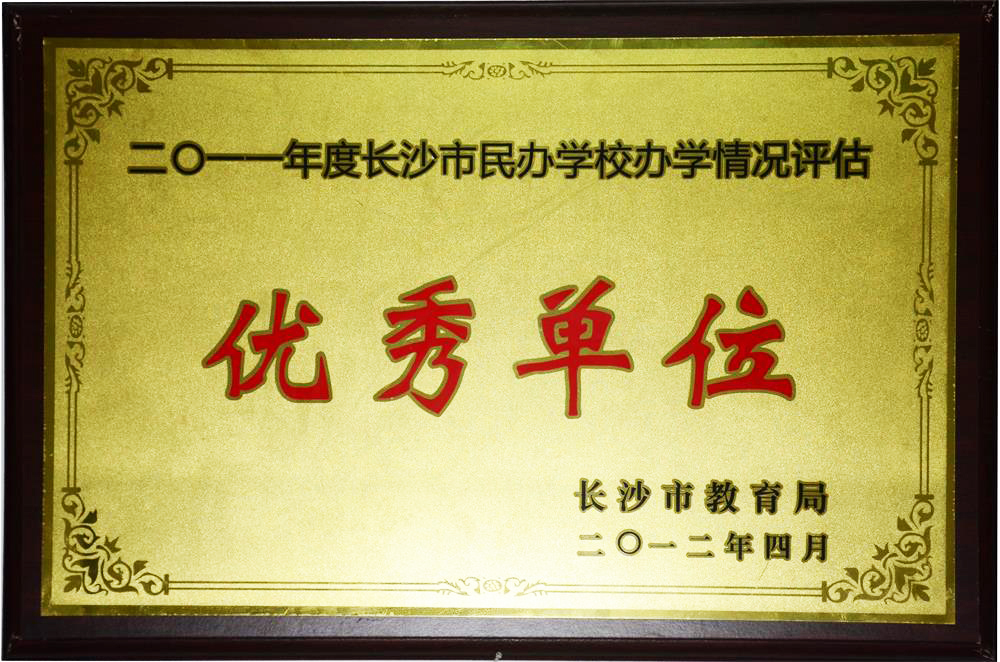 二〇一一年度长沙市民办学校办学情况评估
优秀单位
长沙市教育局
二〇一二年四月